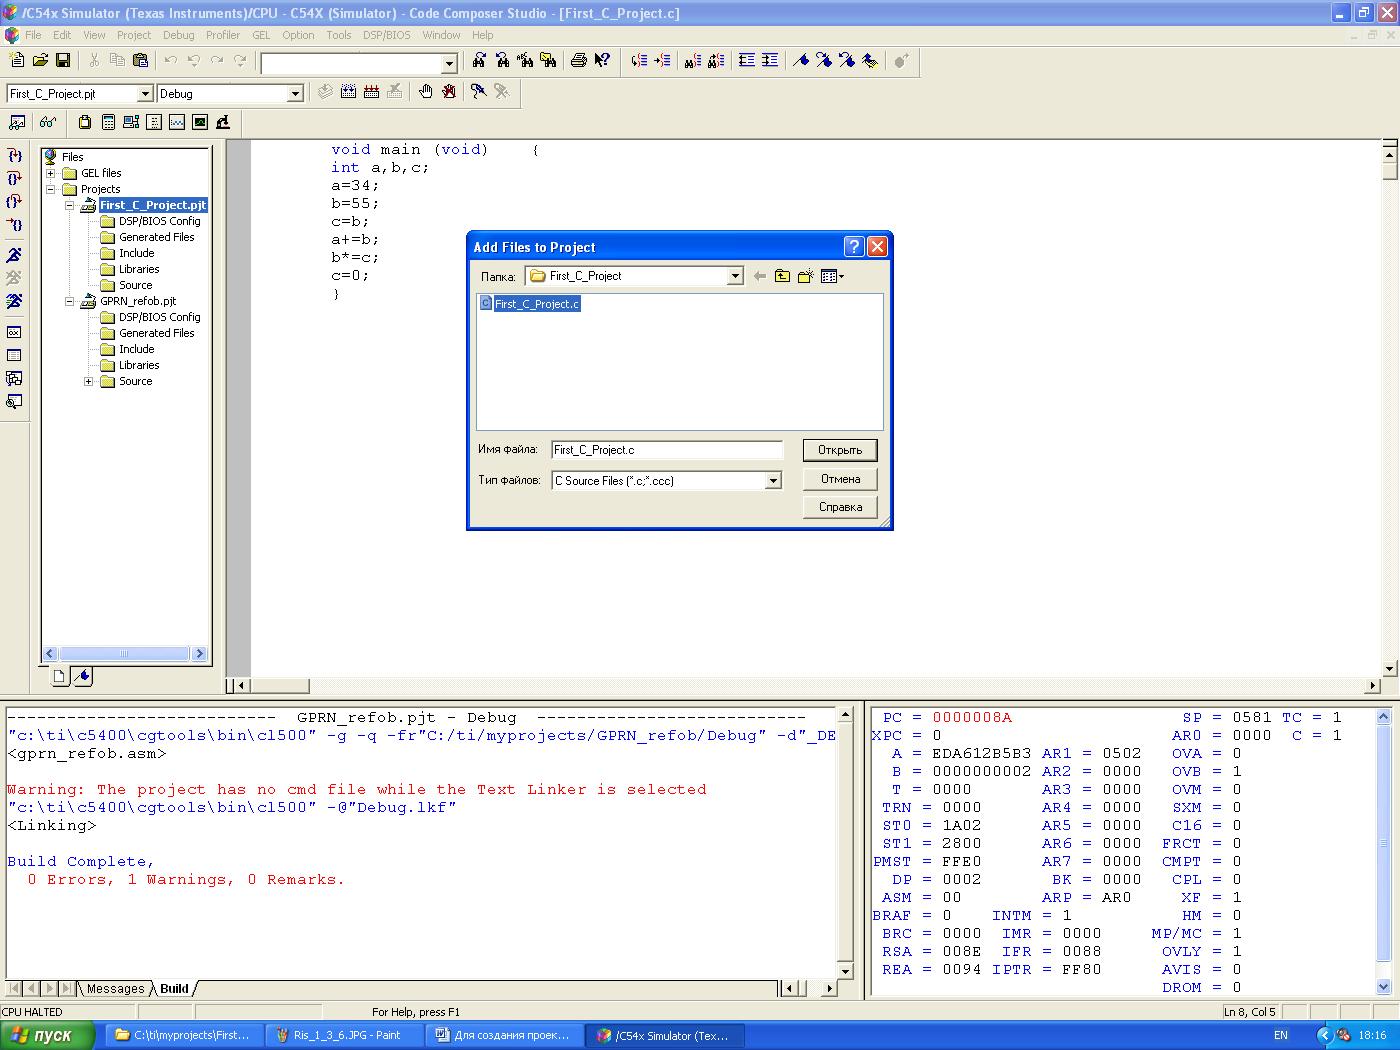 /C54x Simulator (Texas Instruments)/CPU - C54X (Simulator) - Code Composer Studio - [First_C_Project.c]
File Edit View Project Debug Profiler GEL Option Tools DSP/BIOS Window Help
First_C_Project.pjt Debug
Files
GEL files
Projects
First_C_Project.pjt
DSP/BIOS Config
Generated Files
Include
Libraries
Source
GPRN_refob.pjt
DSP/BIOS Config
Generated Files
Include
Libraries
Source
void main (void) {
int a,b,c;
a=34;
b=55;
c=b;
a+=b;
b*=c;
c=0;
}
Add Files to Project
Папка: First_C_Project
First_C_Project.c
Имя файла: First_C_Project.c Открыть
Тип файлов: C Source Files (*.c;*.ccc) Отмена
Справка
--------------------------- GPRN_refob.pjt - Debug ---------------------------
"c:\ti\c5400\cgtools\bin\cl500" -g -q -fr"C:/ti/myprojects/GPRN_refob/Debug" -d"_DE
<gprn_refob.asm>
Warning: The project has no cmd file while the Text Linker is selected
"c:\ti\c5400\cgtools\bin\cl500" -@"Debug.lkf"
<Linking>
Build Complete,
0 Errors, 1 Warnings, 0 Remarks.
Messages Build
PC = 0000008A SP = 0581 TC = 1
XPC = 0 AR0 = 0000 C = 1
A = EDA612B5B3 AR1 = 0502 OVA = 0
B = 0000000002 AR2 = 0000 OVB = 1
T = 0000 AR3 = 0000 OVM = 0
TRN = 0000 AR4 = 0000 SXM = 0
ST0 = 1A02 AR5 = 0000 C16 = 0
ST1 = 2800 AR6 = 0000 FRCT = 0
PMST = FFE0 AR7 = 0000 CMPT = 0
DP = 0002 BK = 0000 CPL = 0
ASM = 00 ARP = AR0 XF = 1
BRAF = 0 INTM = 1 HM = 0
BRC = 0000 IMR = 0000 MP/MC = 1
RSA = 008E IFR = 0088 OVLY = 1
REA = 0094 IPTR = FF80 AVIS = 0
DROM = 0
CPU HALTED For Help, press F1 Ln 8, Col 5
пуск C:\ti\myprojects\First... Ris_1_3_6.JPG - Paint Для создания проек... /C54x Simulator (Tex... EN 18:16